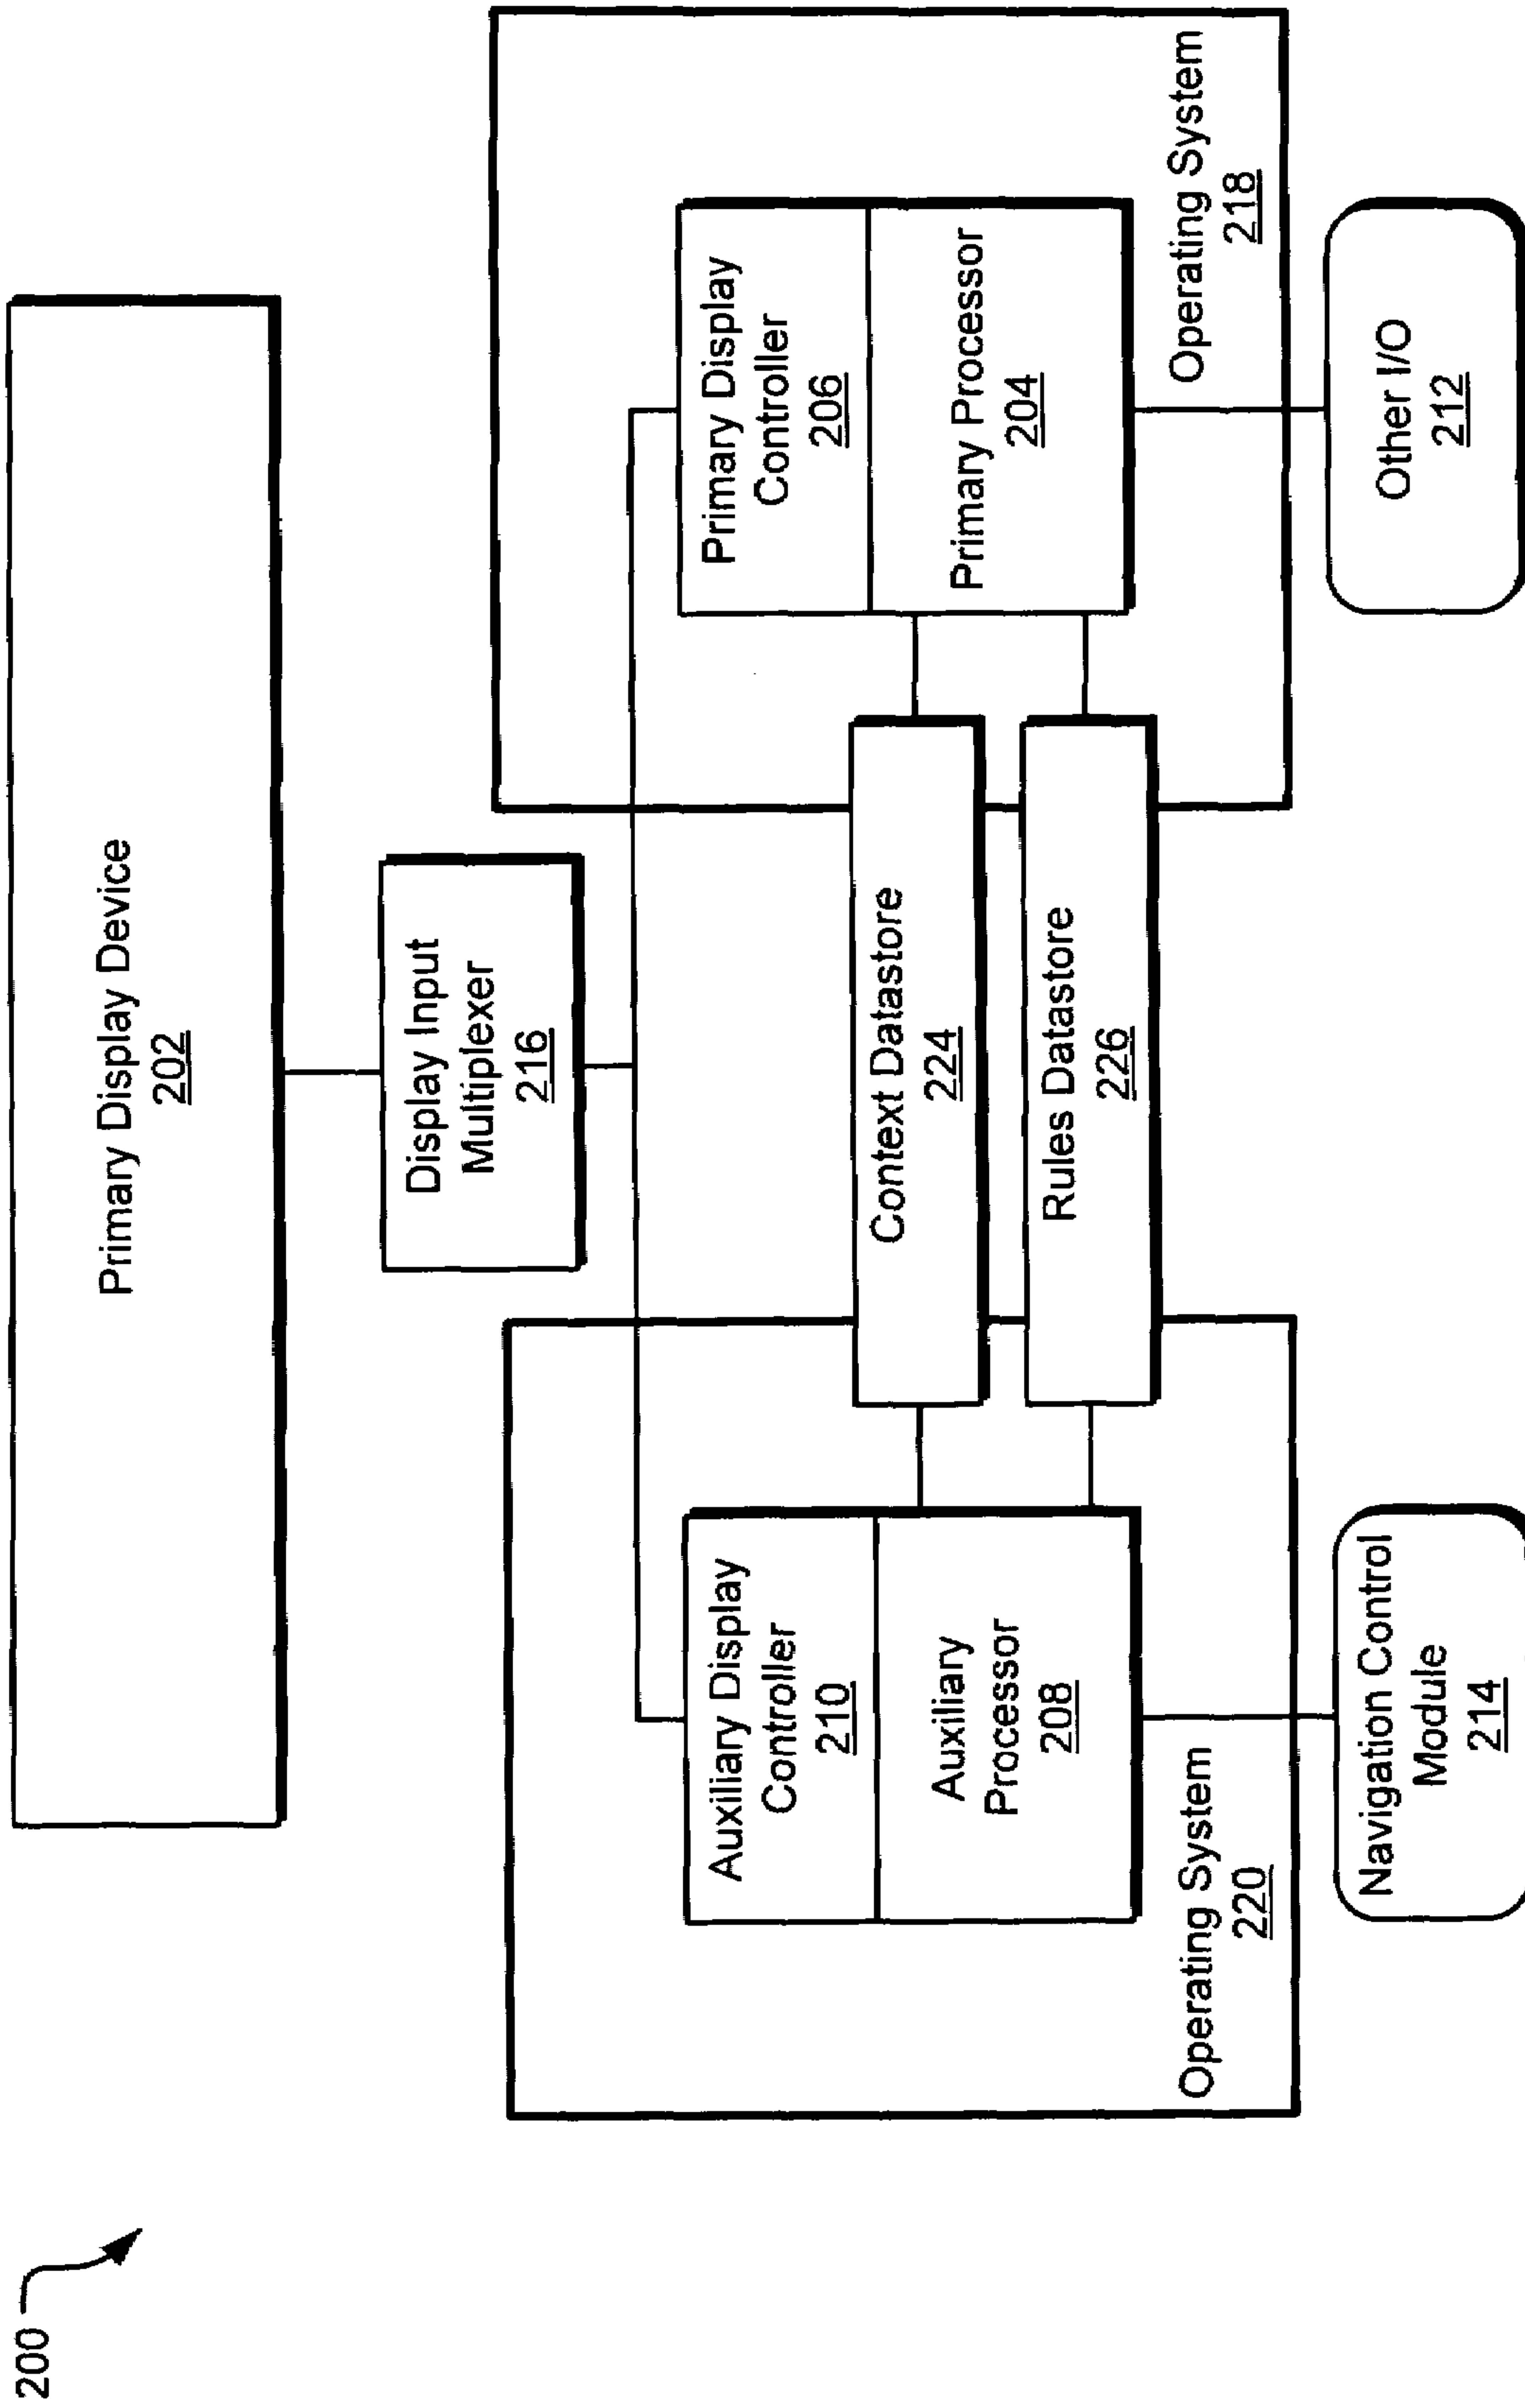 200
Primary Display Device
202
Display Input
Multiplexer
216
Auxiliary Display
Controller
210
Auxiliary
Processor
208
Operating System
220
Context Datastore
224
Rules Datastore
226
Primary Display
Controller
206
Primary Processor
204
Operating System
218
Navigation Control
Module
214
Other I/O
212